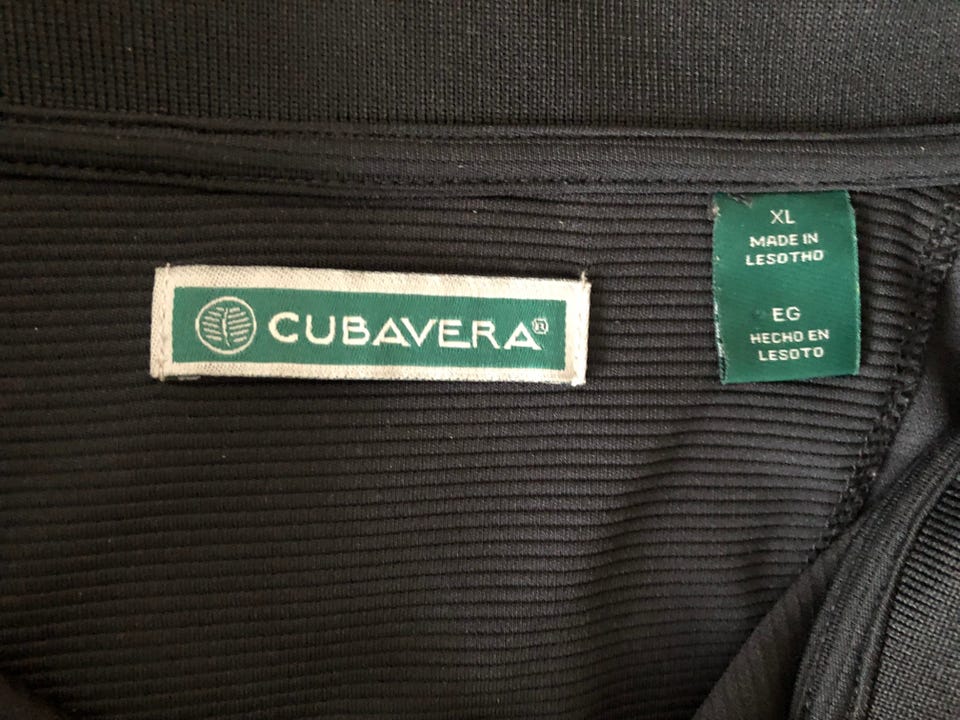 CUBAVERA®
XL
MADE IN
LESOTHO
EG
HECHO EN
LESOTO